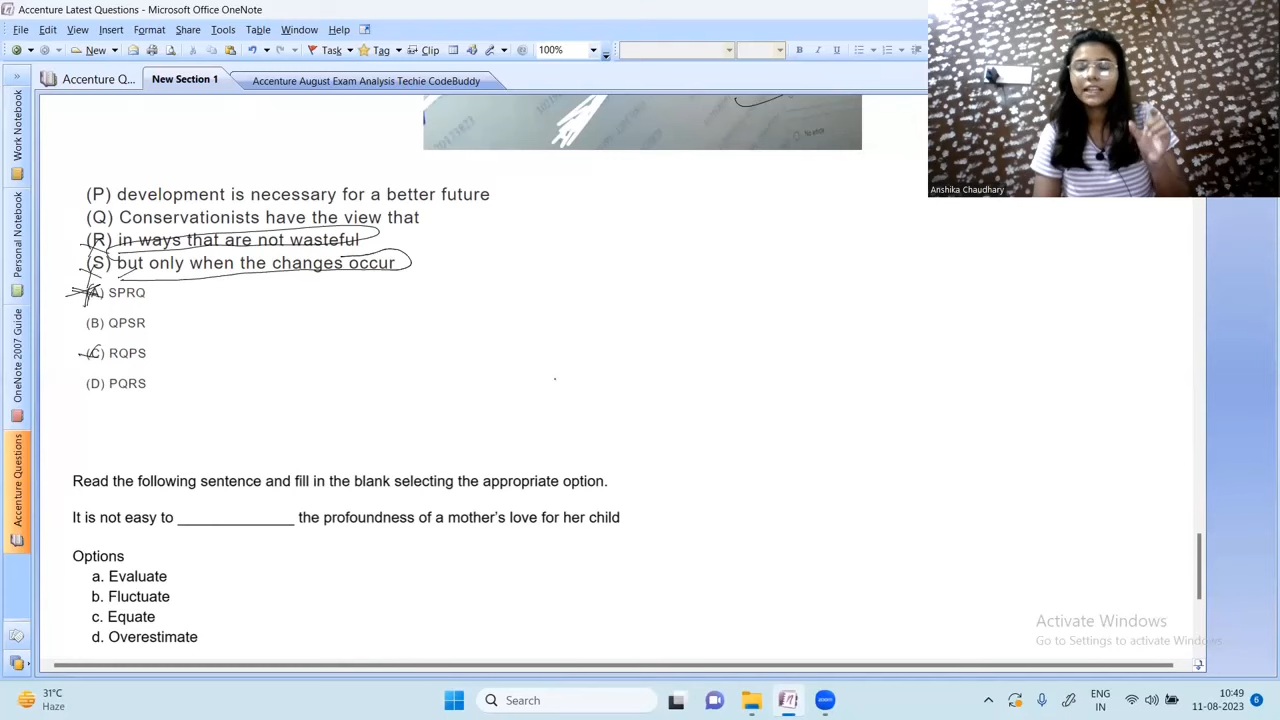 Accenture Latest Questions - Microsoft Office OneNote
File Edit View Insert Format Share Tools Table Window Help
New Task Tag Clip 100% B I U
Accenture Q... New Section 1 Accenture August Exam Analysis Techie CodeBuddy
Work Notebook
Personal Notebook
OneNote 2007 Guide
Accenture Questions
Anshika Chaudhary
(P) development is necessary for a better future
(Q) Conservationists have the view that
(R) in ways that are not wasteful
(S) but only when the changes occur
(A) SPRQ
(B) QPSR
(C) RQPS
(D) PQRS
Read the following sentence and fill in the blank selecting the appropriate option.
It is not easy to ______________ the profoundness of a mother’s love for her child
Options
a. Evaluate
b. Fluctuate
c. Equate
d. Overestimate
Activate Windows
Go to Settings to activate Windows.
31°C
Haze
Search
ENG
IN
10:49
11-08-2023
6